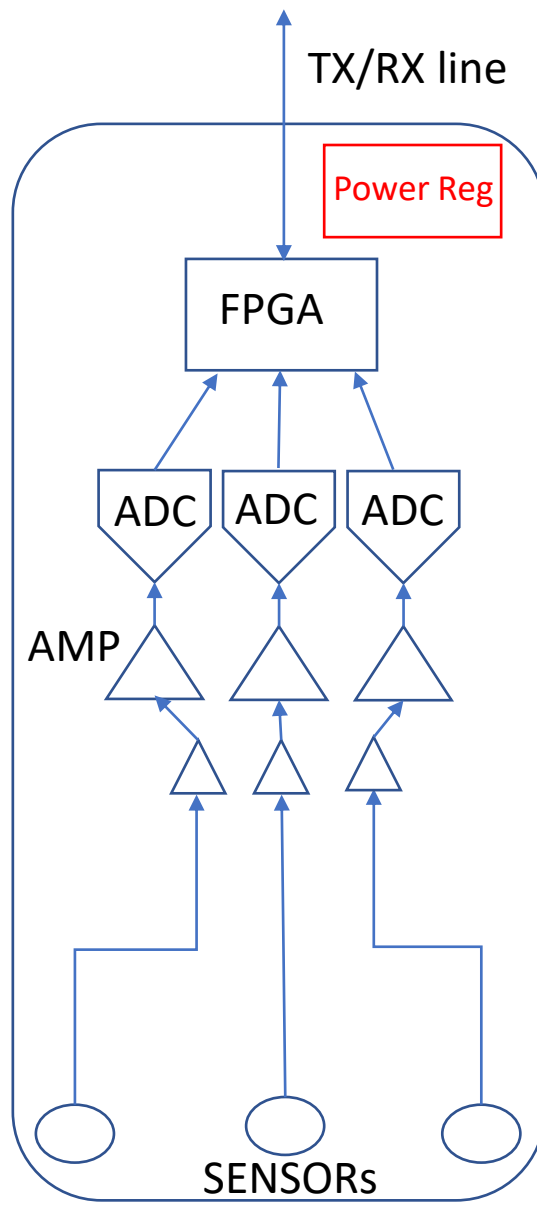 TX/RX line
Power Reg
FPGA
ADC ADC ADC
AMP
SENSORs